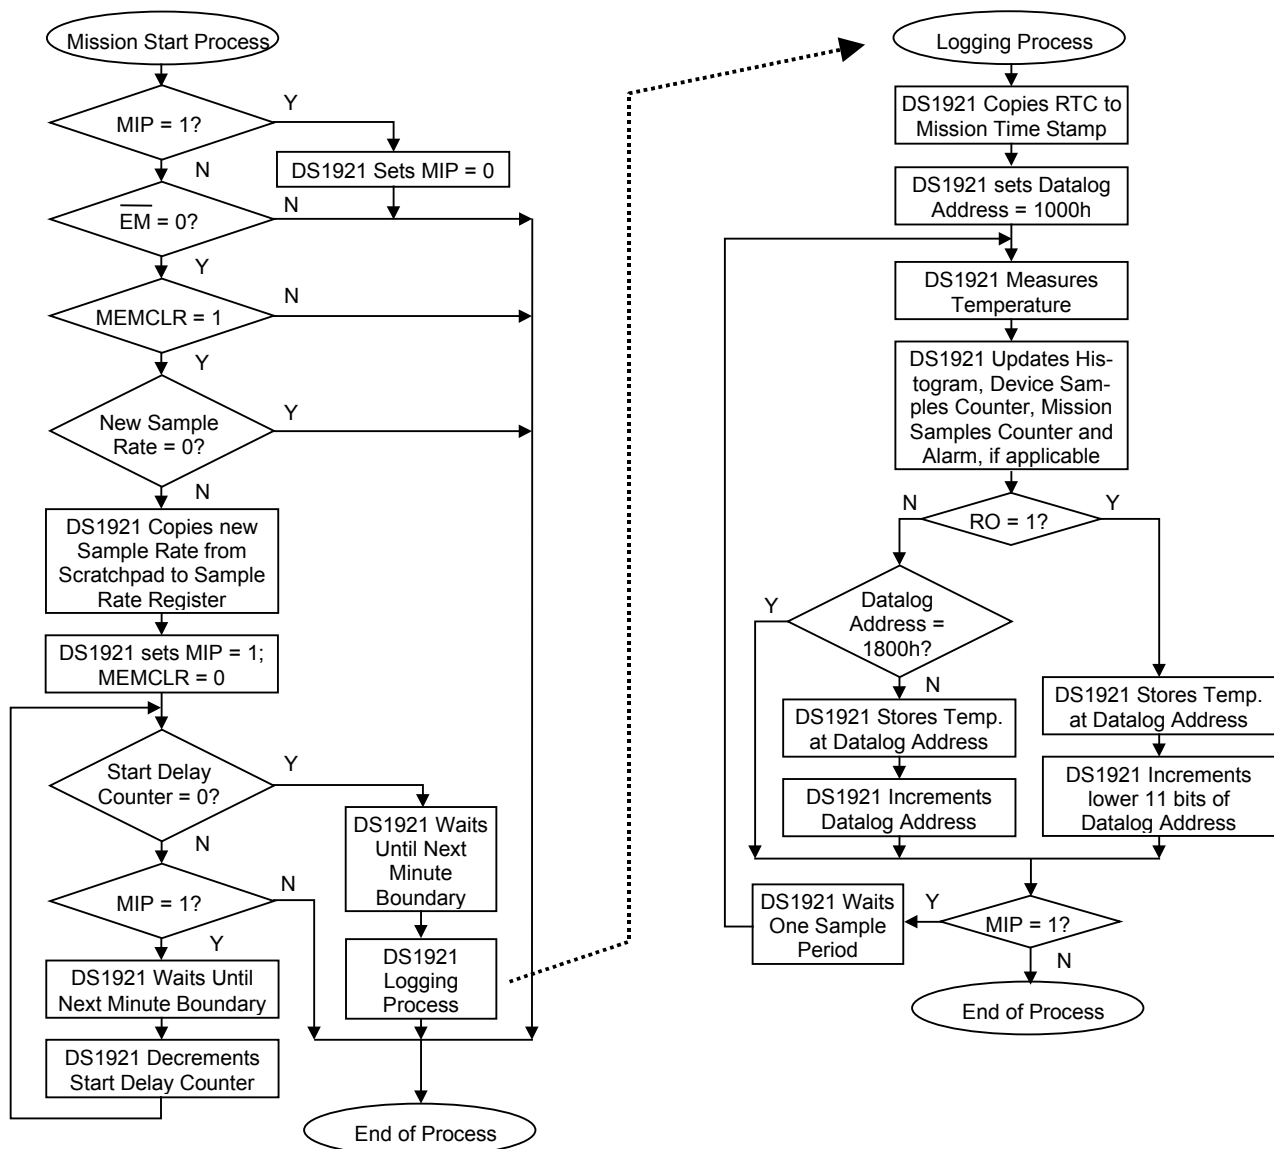 Mission Start Process
MIP = 1?
Y
N
DS1921 Sets MIP = 0
EM = 0?
N
Y
MEMCLR = 1
N
Y
New Sample
Rate = 0?
Y
N
DS1921 Copies new
Sample Rate from
Scratchpad to Sample
Rate Register
DS1921 sets MIP = 1;
MEMCLR = 0
Start Delay
Counter = 0?
Y
N
DS1921 Waits
Until Next
Minute
Boundary
MIP = 1?
N
Y
DS1921 Waits Until
Next Minute Boundary
DS1921
Logging
Process
DS1921 Decrements
Start Delay Counter
End of Process
Logging Process
DS1921 Copies RTC to
Mission Time Stamp
DS1921 sets Datalog
Address = 1000h
DS1921 Measures
Temperature
DS1921 Updates His-
togram, Device Sam-
ples Counter, Mission
Samples Counter and
Alarm, if applicable
N
RO = 1?
Y
Y
Datalog
Address =
1800h?
N
DS1921 Stores Temp.
at Datalog Address
DS1921 Increments
Datalog Address
DS1921 Stores Temp.
at Datalog Address
DS1921 Increments
lower 11 bits of
Datalog Address
DS1921 Waits
One Sample
Period
Y
MIP = 1?
N
End of Process